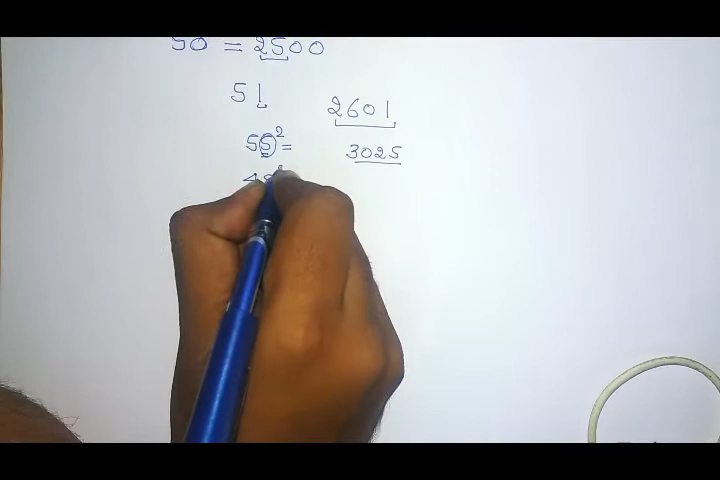 50 = 2500
51 2601
55² = 3025